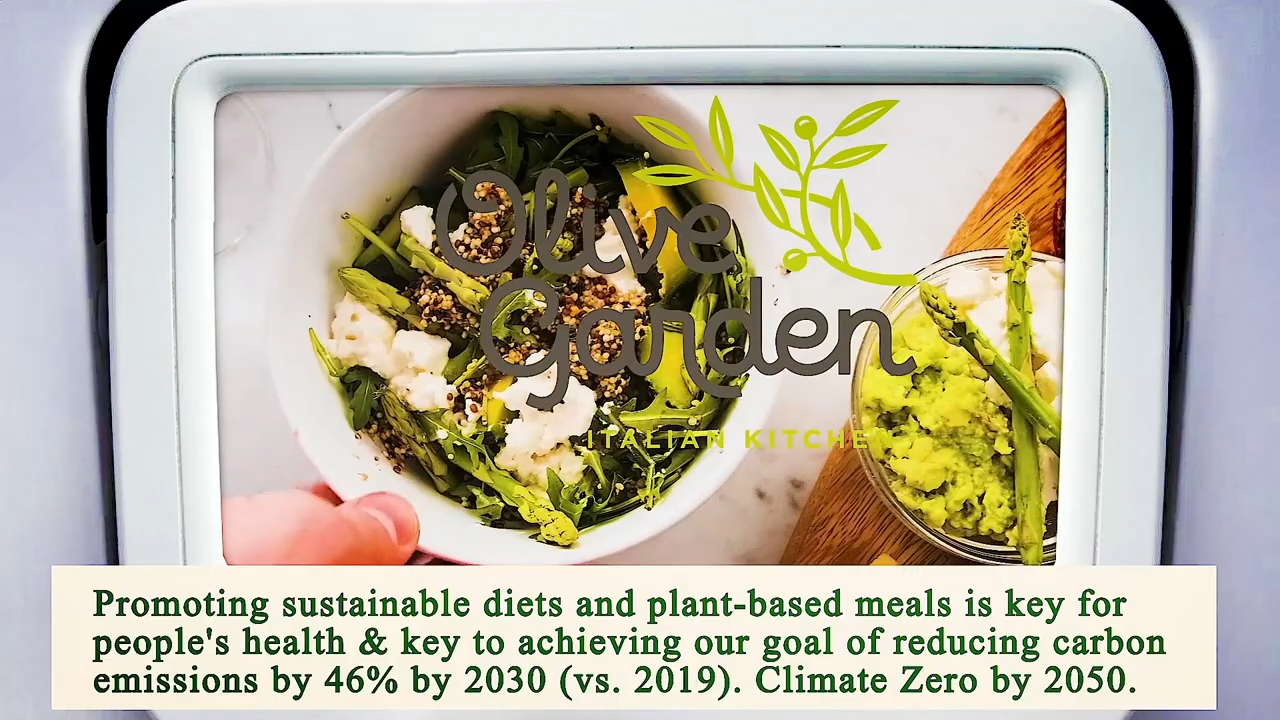 Olive
Garden
ITALIAN KITCHEN
Promoting sustainable diets and plant-based meals is key for
people's health & key to achieving our goal of reducing carbon
emissions by 46% by 2030 (vs. 2019). Climate Zero by 2050.